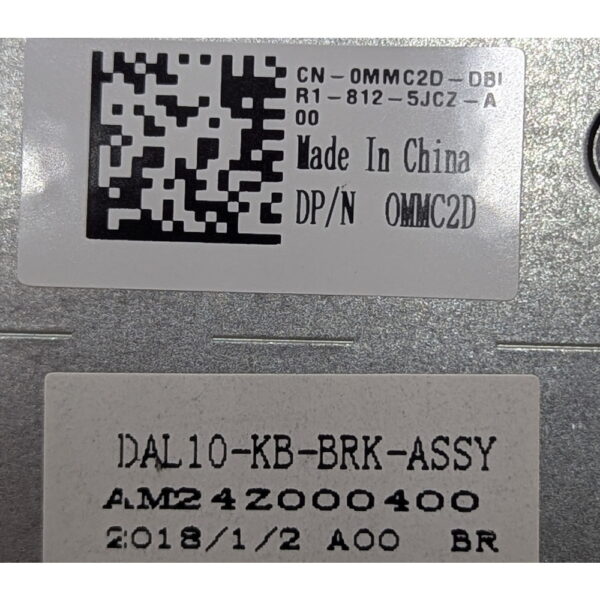 CN-0MMC2D-DBI
R1-812-5JCZ-A
00
Made In China
DP/N 0MMC2D
DAL10-KB-BRK-ASSY
AM24Z000400
2018/1/2 A00 BR